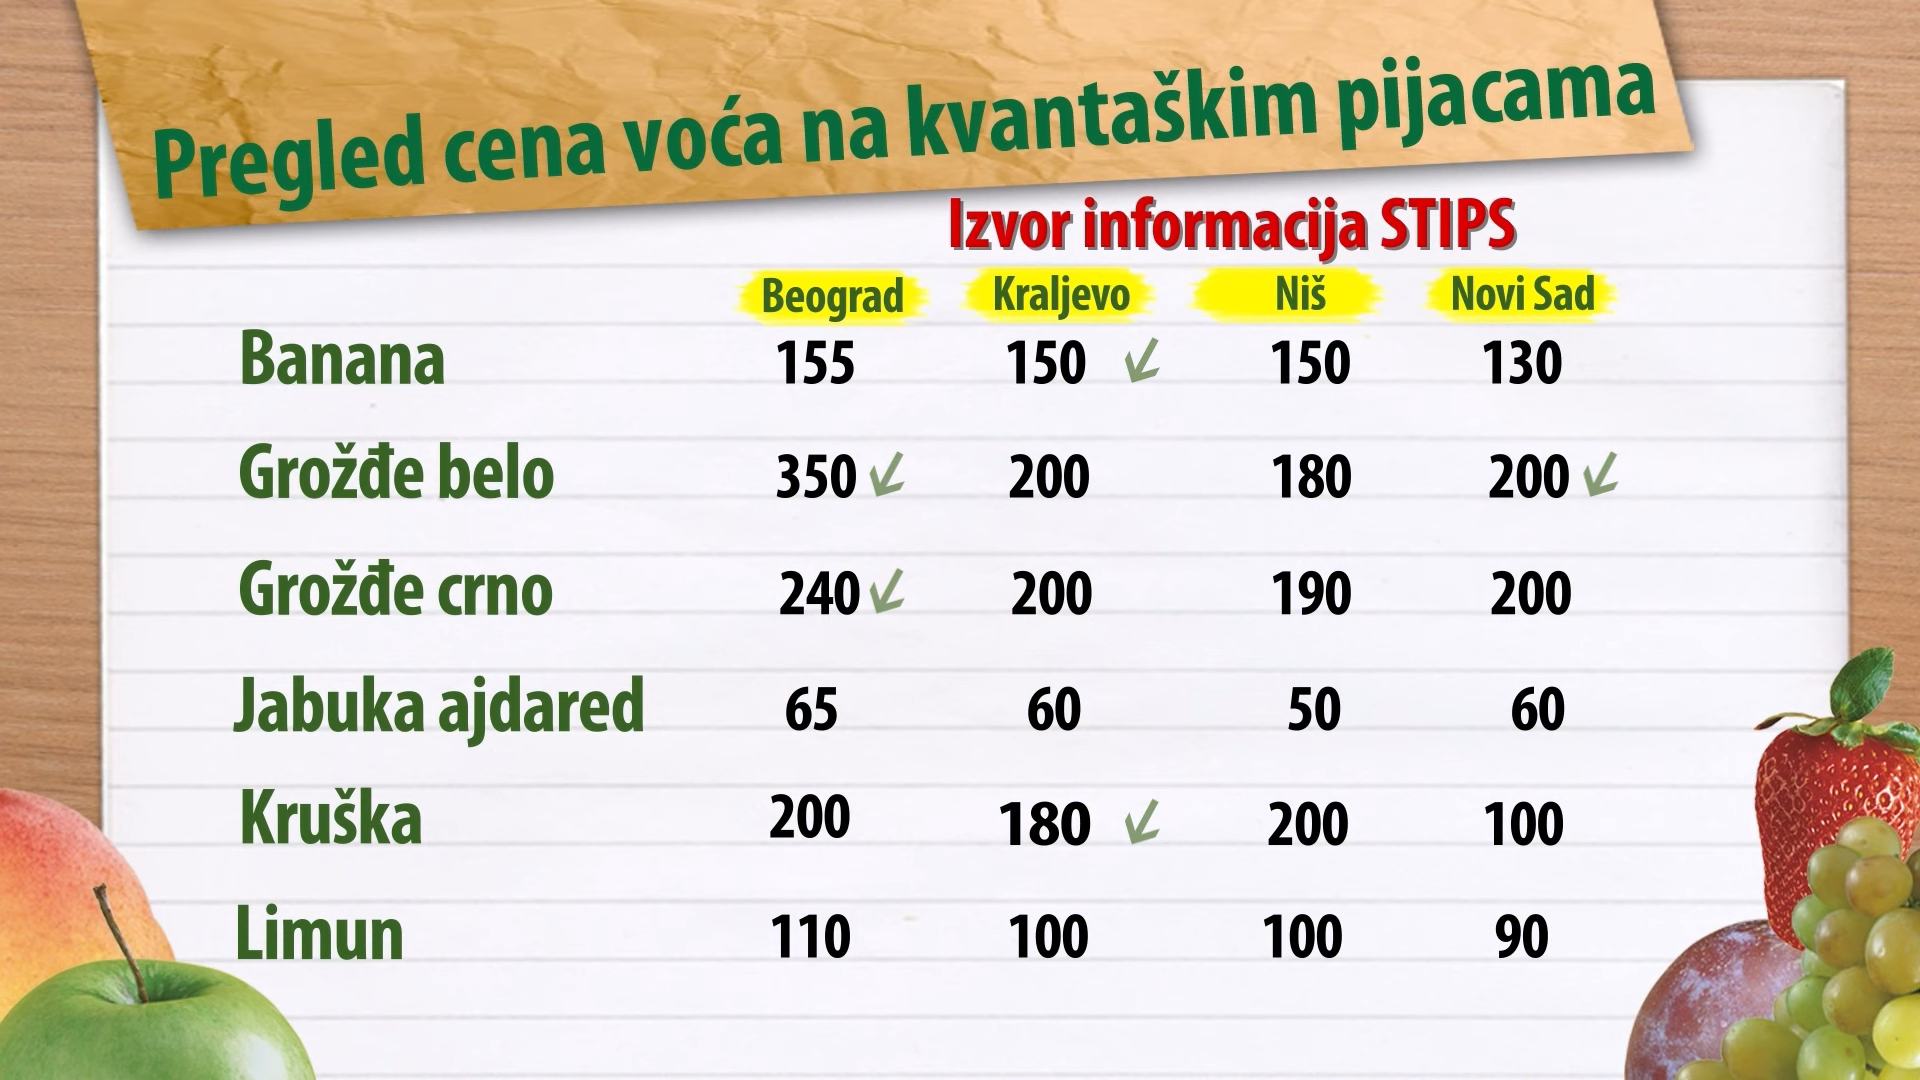 Pregled cena voća na kvantaškim pijacama
Izvor informacija STIPS
Beograd Kraljevo Niš Novi Sad
Banana 155 150 150 130
Grožđe belo 350 200 180 200
Grožđe crno 240 200 190 200
Jabuka ajdared 65 60 50 60
Kruška 200 180 200 100
Limun 110 100 100 90